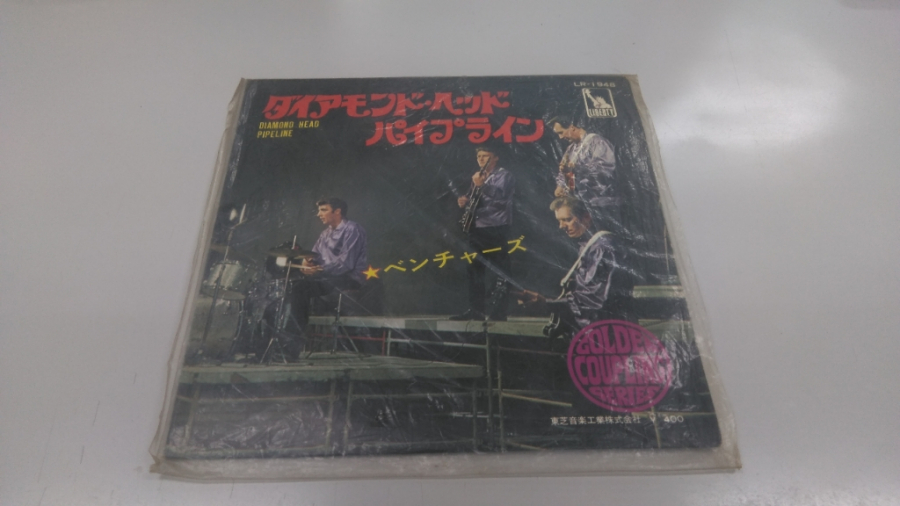 ダイアモンド・ヘッド
DIAMOND HEAD
PIPELINE
パイプライン
LIBERTY
★ベンチャーズ
GOLDEN
COUPLING
SERIES
東芝音楽工業株式会社 ¥ 400